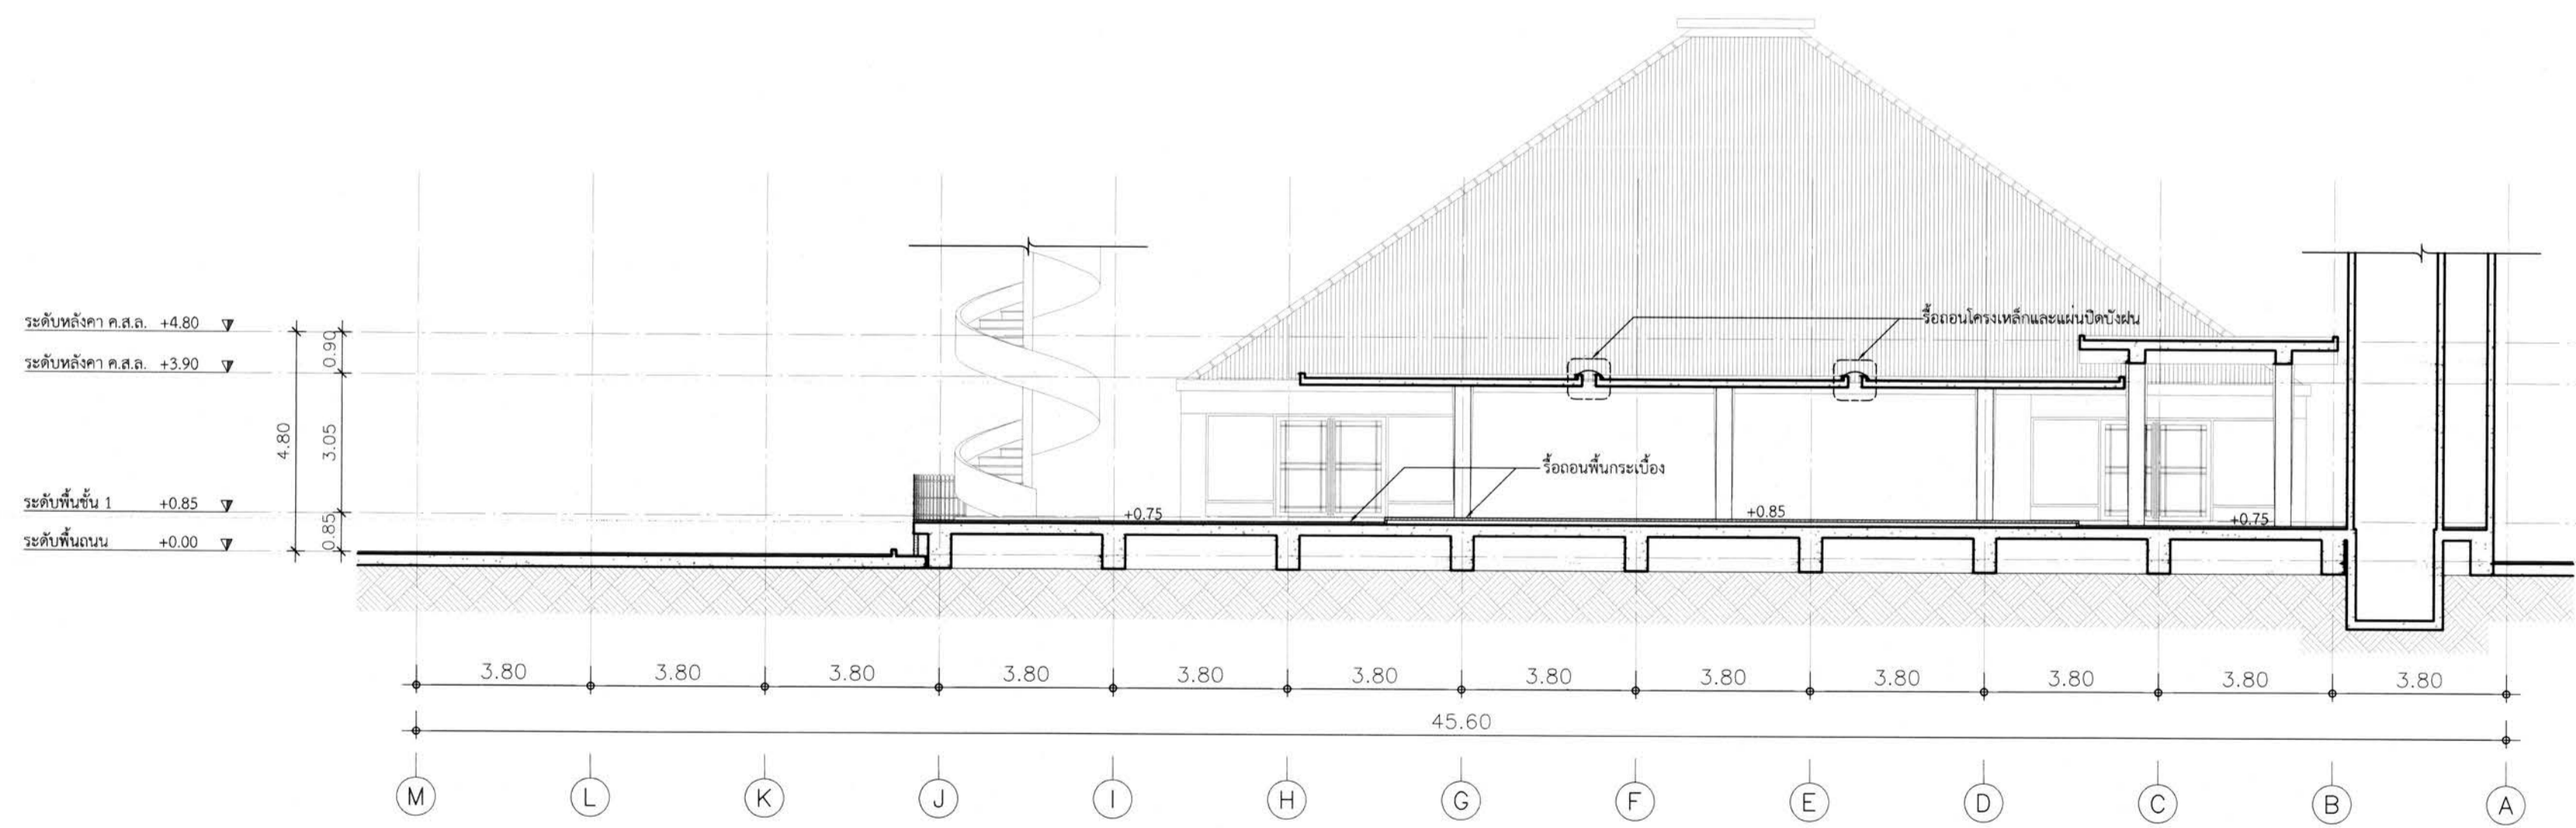 ระดับหลังคา ค.ส.ล. +4.80
ระดับหลังคา ค.ส.ล. +3.90
ระดับพื้นชั้น 1 +0.85
ระดับพื้นถนน +0.00
4.80
0.90
3.05
0.85
รื้อถอนโครงเหล็กและแผ่นปิดบังฝน
รื้อถอนพื้นกระเบื้อง
+0.75
+0.85
+0.75
3.80 3.80 3.80 3.80 3.80 3.80 3.80 3.80 3.80 3.80 3.80 3.80
45.60
M L K J I H G F E D C B A